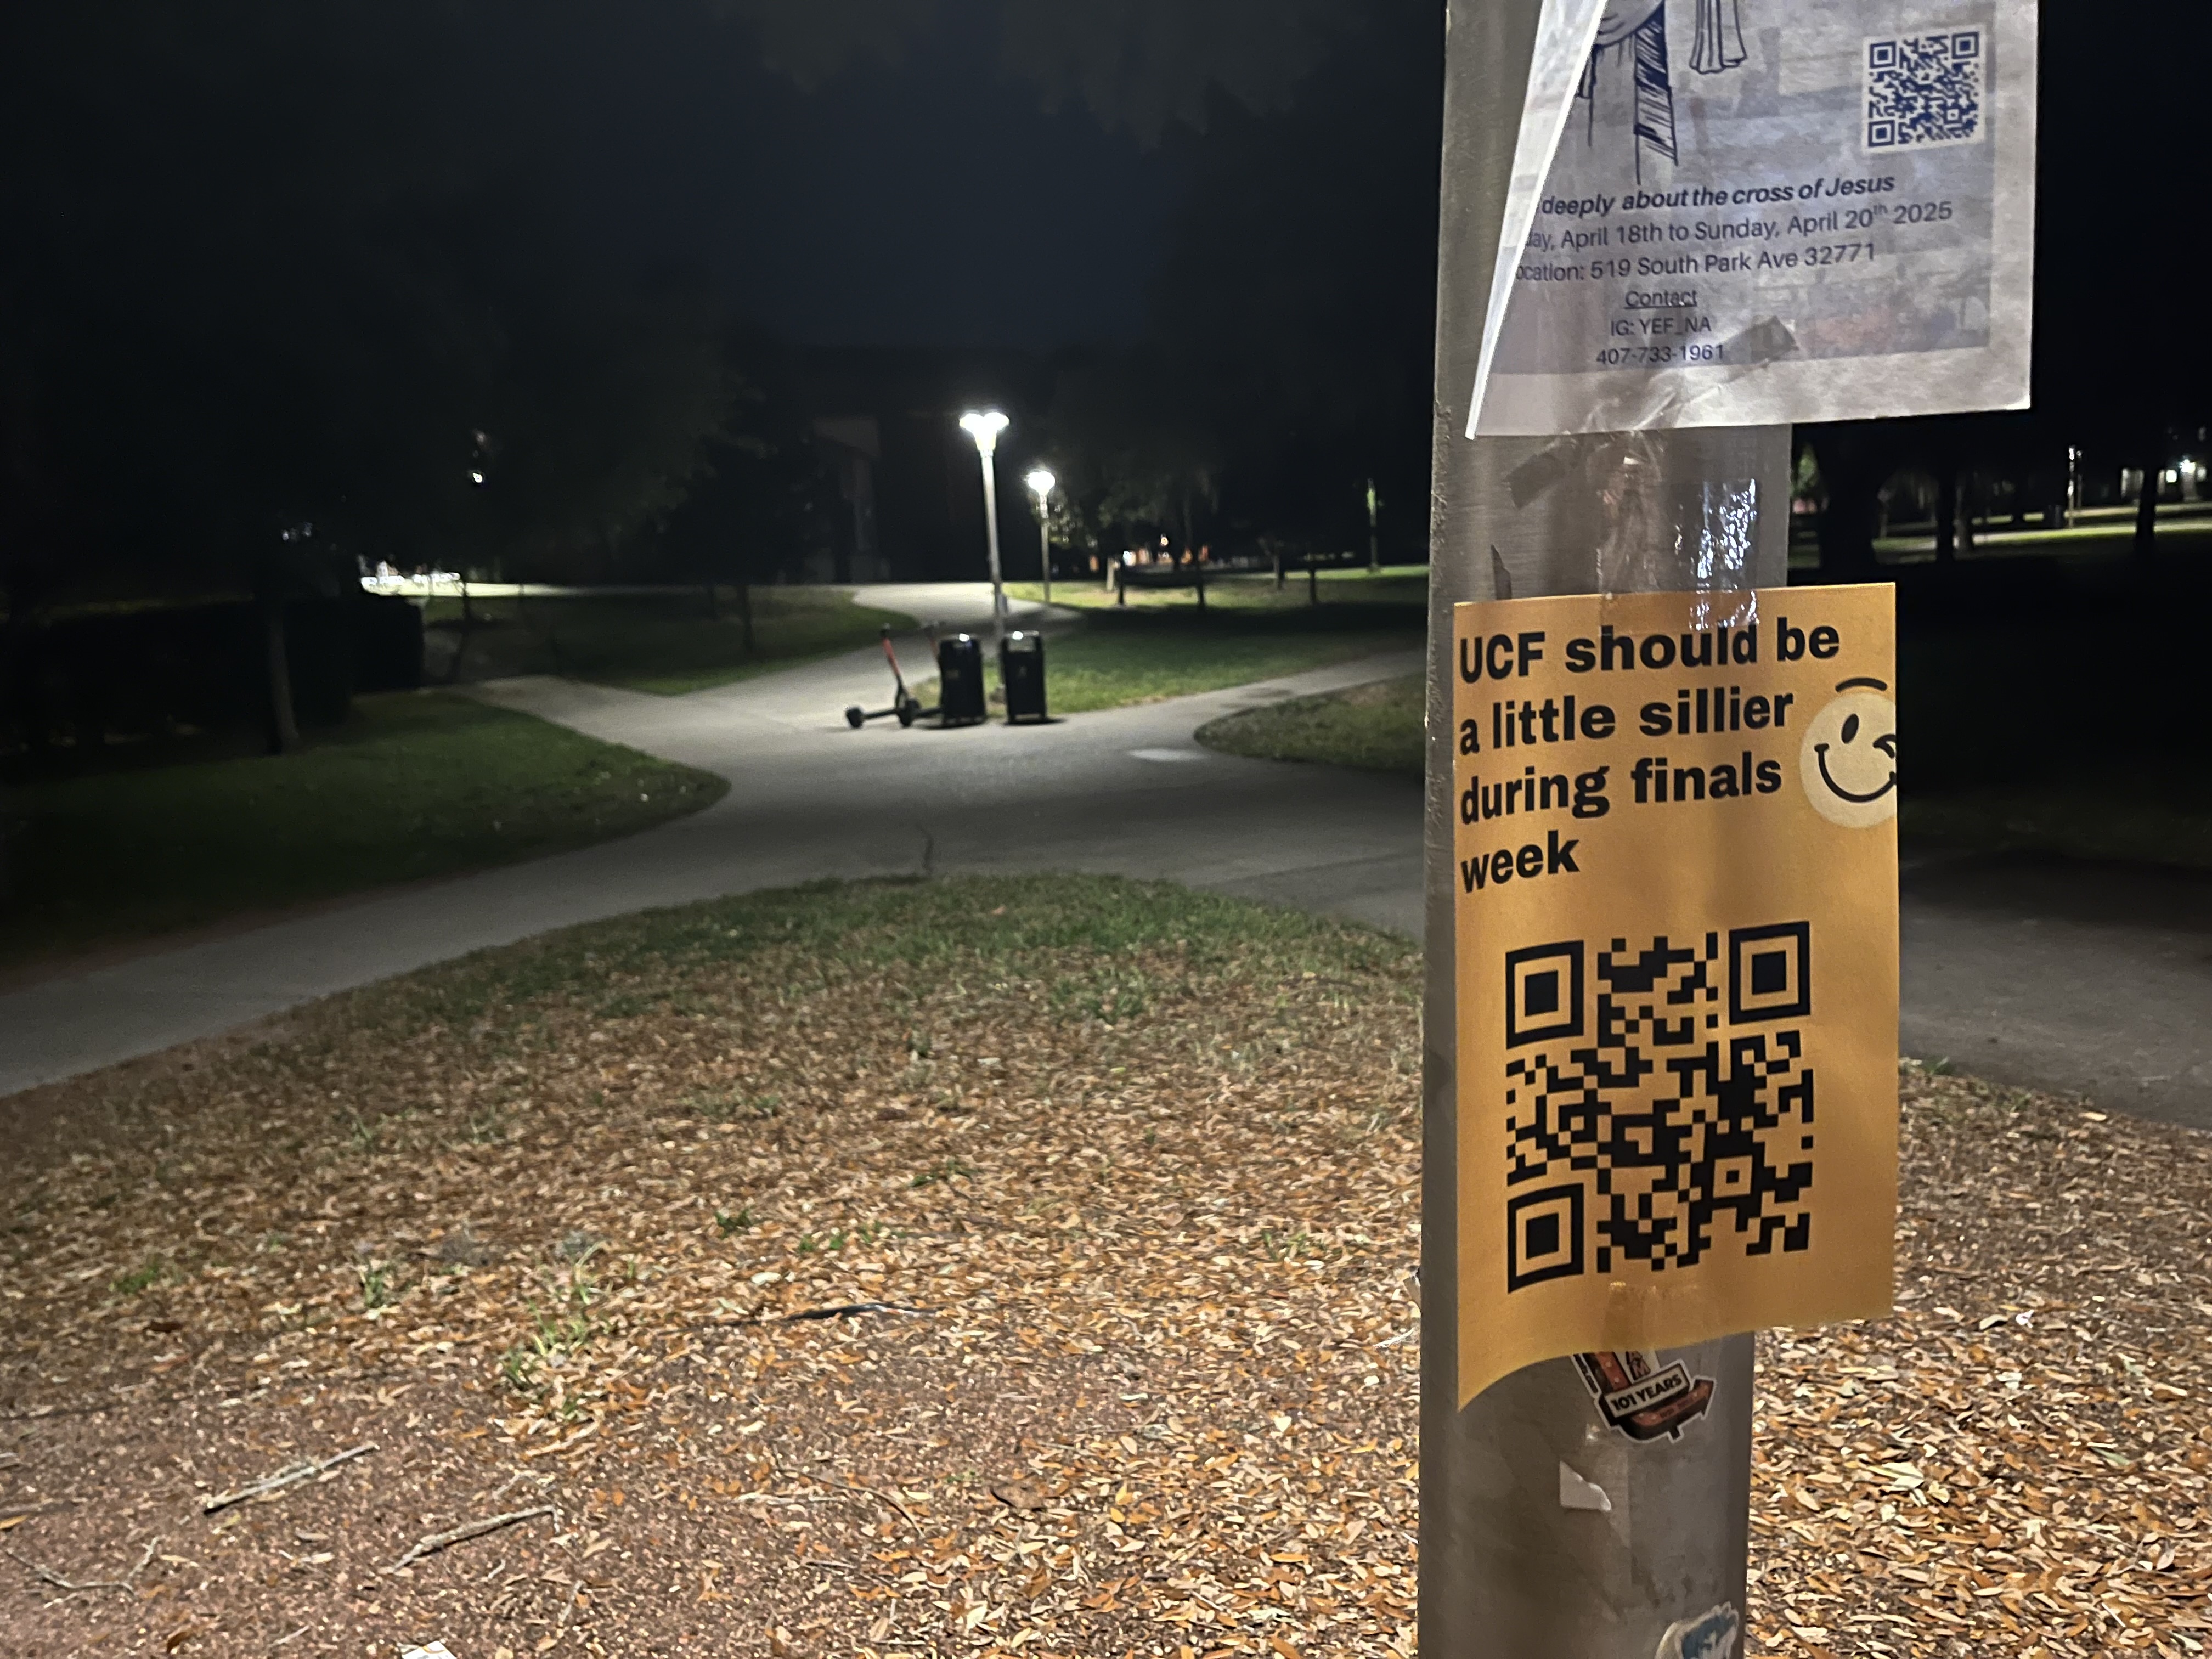 deeply about the cross of Jesus
April 18th to Sunday, April 20th 2025
519 South Park Ave 32771
Contact
IG: YEF_NA
407-733-1961
UCF should be
a little sillier
during finals
week
101 YEARS